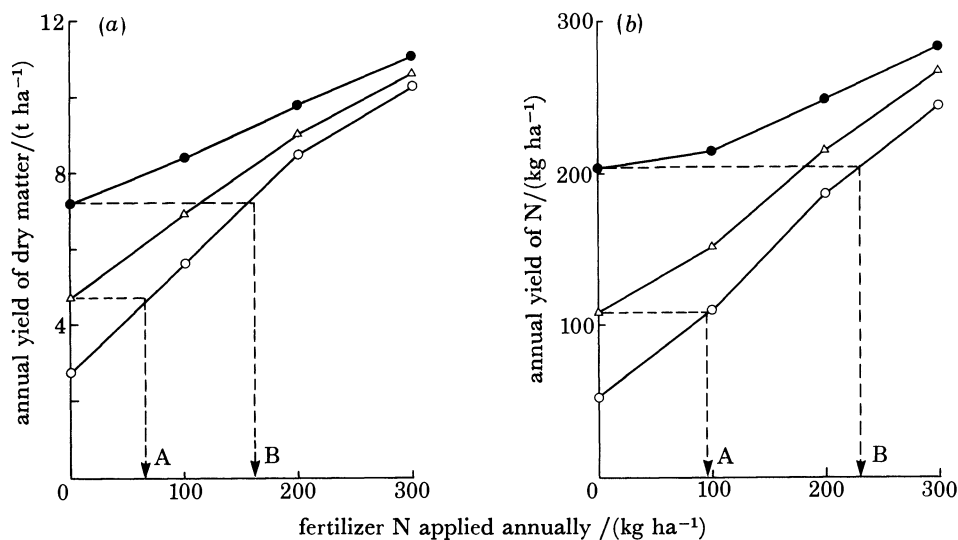 (a)
annual yield of dry matter/(t ha⁻¹)
12
8
4
0
100
200
300
A
B
(b)
annual yield of N/(kg ha⁻¹)
300
200
100
0
100
200
300
A
B
fertilizer N applied annually /(kg ha⁻¹)